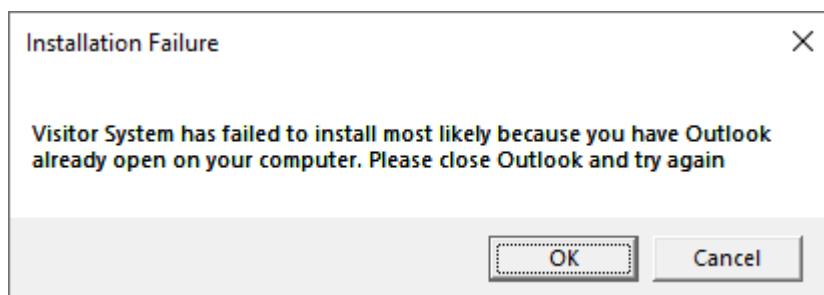 Installation Failure
Visitor System has failed to install most likely because you have Outlook
already open on your computer. Please close Outlook and try again
OK
Cancel